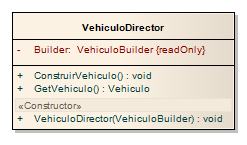 VehiculoDirector
- Builder: VehiculoBuilder {readOnly}
+ ConstruirVehiculo() : void
+ GetVehiculo() : Vehiculo
«Constructor»
+ VehiculoDirector(VehiculoBuilder) : void